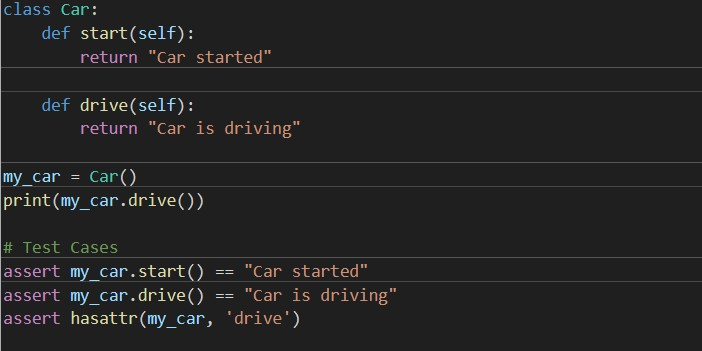 class Car:
    def start(self):
        return "Car started"
    def drive(self):
        return "Car is driving"
my_car = Car()
print(my_car.drive())
# Test Cases
assert my_car.start() == "Car started"
assert my_car.drive() == "Car is driving"
assert hasattr(my_car, 'drive')